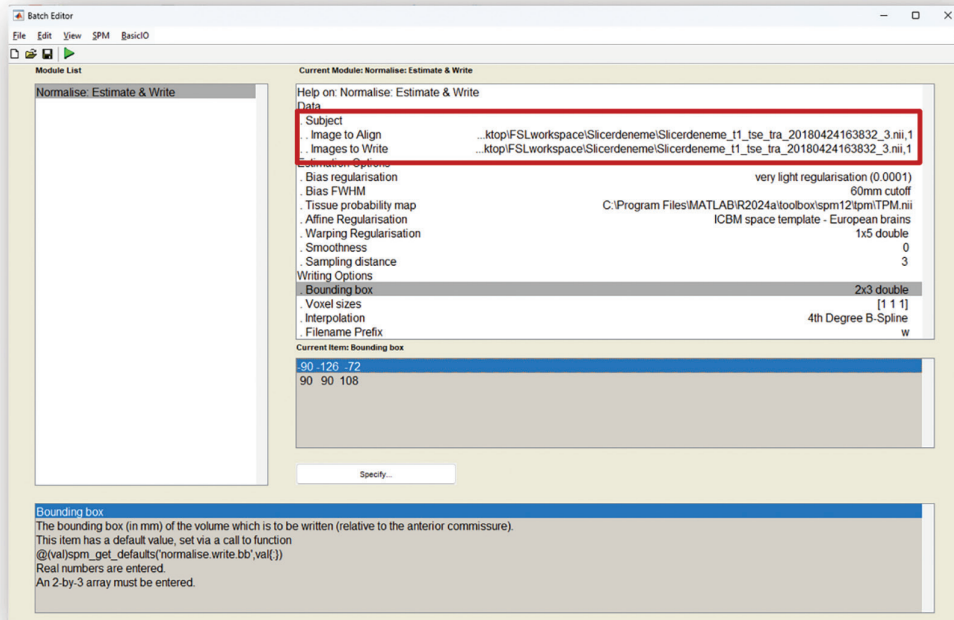 Batch Editor
File Edit View SPM BasicIO
Module List
Current Module: Normalise: Estimate & Write
Normalise: Estimate & Write
Help on: Normalise: Estimate & Write
Data
. Subject
. . Image to Align ...ktop\FSLworkspace\Slicerdeneme\Slicerdeneme_t1_tse_tra_20180424163832_3.nii,1
. . Images to Write ...ktop\FSLworkspace\Slicerdeneme\Slicerdeneme_t1_tse_tra_20180424163832_3.nii,1
Estimation Options
. Bias regularisation very light regularisation (0.0001)
. Bias FWHM 60mm cutoff
. Tissue probability map C:\Program Files\MATLAB\R2024a\toolbox\spm12\tpm\TPM.nii
. Affine Regularisation ICBM space template - European brains
. Warping Regularisation 1x5 double
. Smoothness 0
. Sampling distance 3
Writing Options
. Bounding box 2x3 double
. Voxel sizes [1 1 1]
. Interpolation 4th Degree B-Spline
. Filename Prefix w
Current Item: Bounding box
-90 -126 -72
90 90 108
Specify...
Bounding box
The bounding box (in mm) of the volume which is to be written (relative to the anterior commissure).
This item has a default value, set via a call to function
@(val)spm_get_defaults('normalise.write.bb',val{:})
Real numbers are entered.
An 2-by-3 array must be entered.